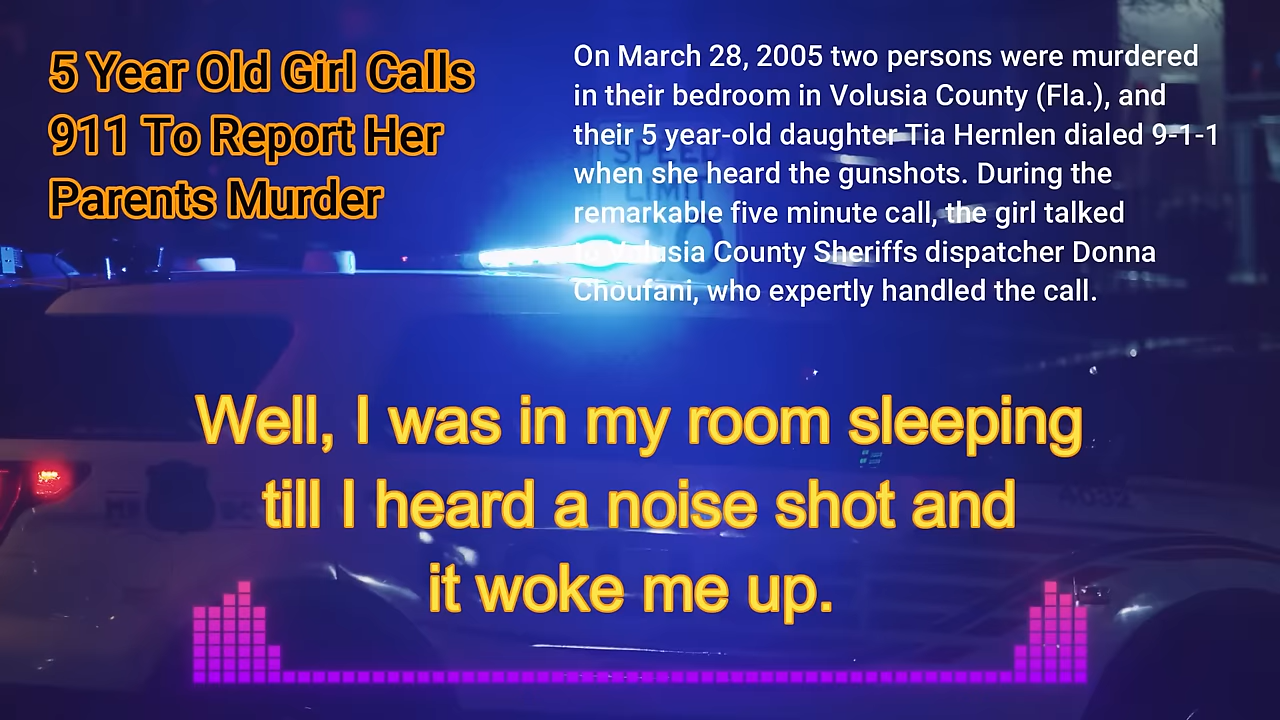 5 Year Old Girl Calls
911 To Report Her
Parents Murder
On March 28, 2005 two persons were murdered
in their bedroom in Volusia County (Fla.), and
their 5 year-old daughter Tia Hernlen dialed 9-1-1
when she heard the gunshots. During the
remarkable five minute call, the girl talked
to Volusia County Sheriffs dispatcher Donna
Choufani, who expertly handled the call.
SPEED
LIMIT
Well, I was in my room sleeping
till I heard a noise shot and
it woke me up.